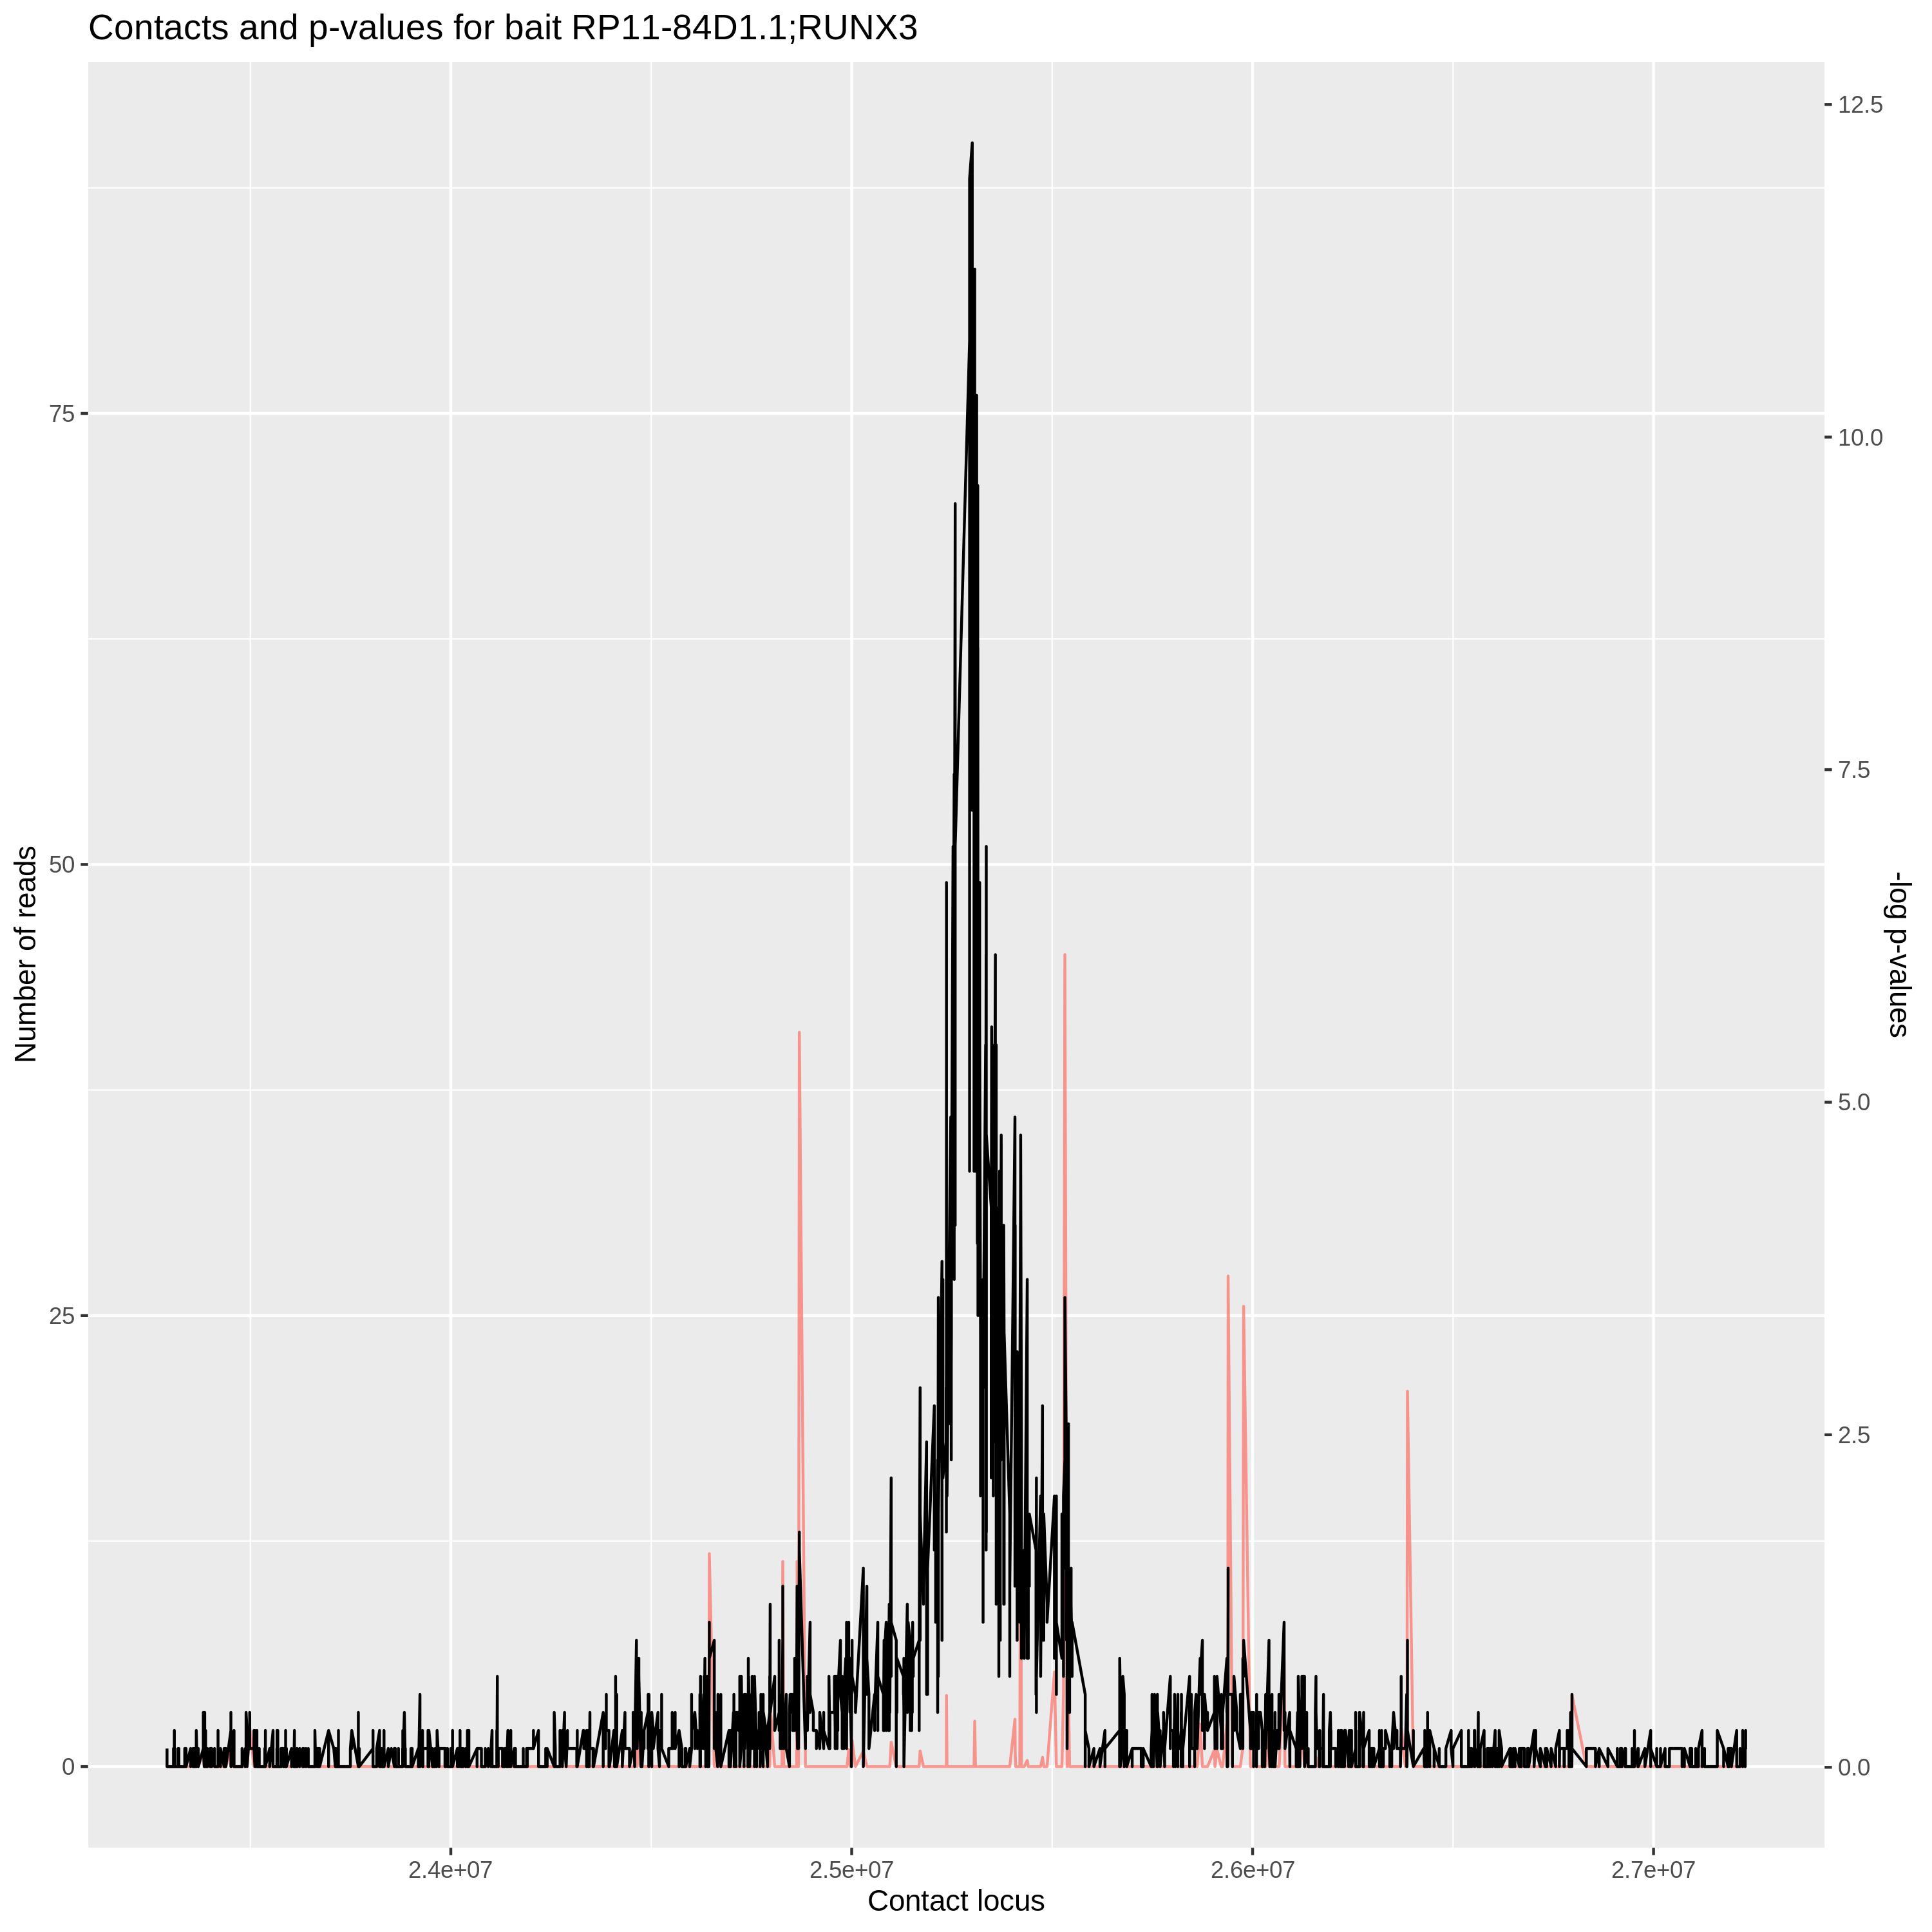 Contacts and p-values for bait RP11-84D1.1;RUNX3
Number of reads
75
50
25
0
12.5
10.0
7.5
5.0
2.5
0.0
-log p-values
2.4e+07
2.5e+07
2.6e+07
2.7e+07
Contact locus